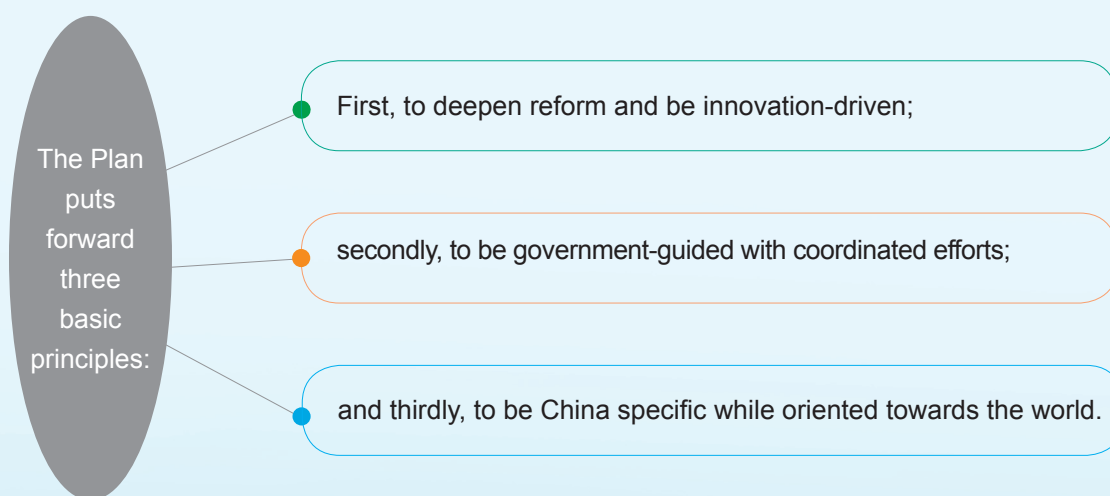 The Plan
puts
forward
three
basic
principles:
First, to deepen reform and be innovation-driven;
secondly, to be government-guided with coordinated efforts;
and thirdly, to be China specific while oriented towards the world.